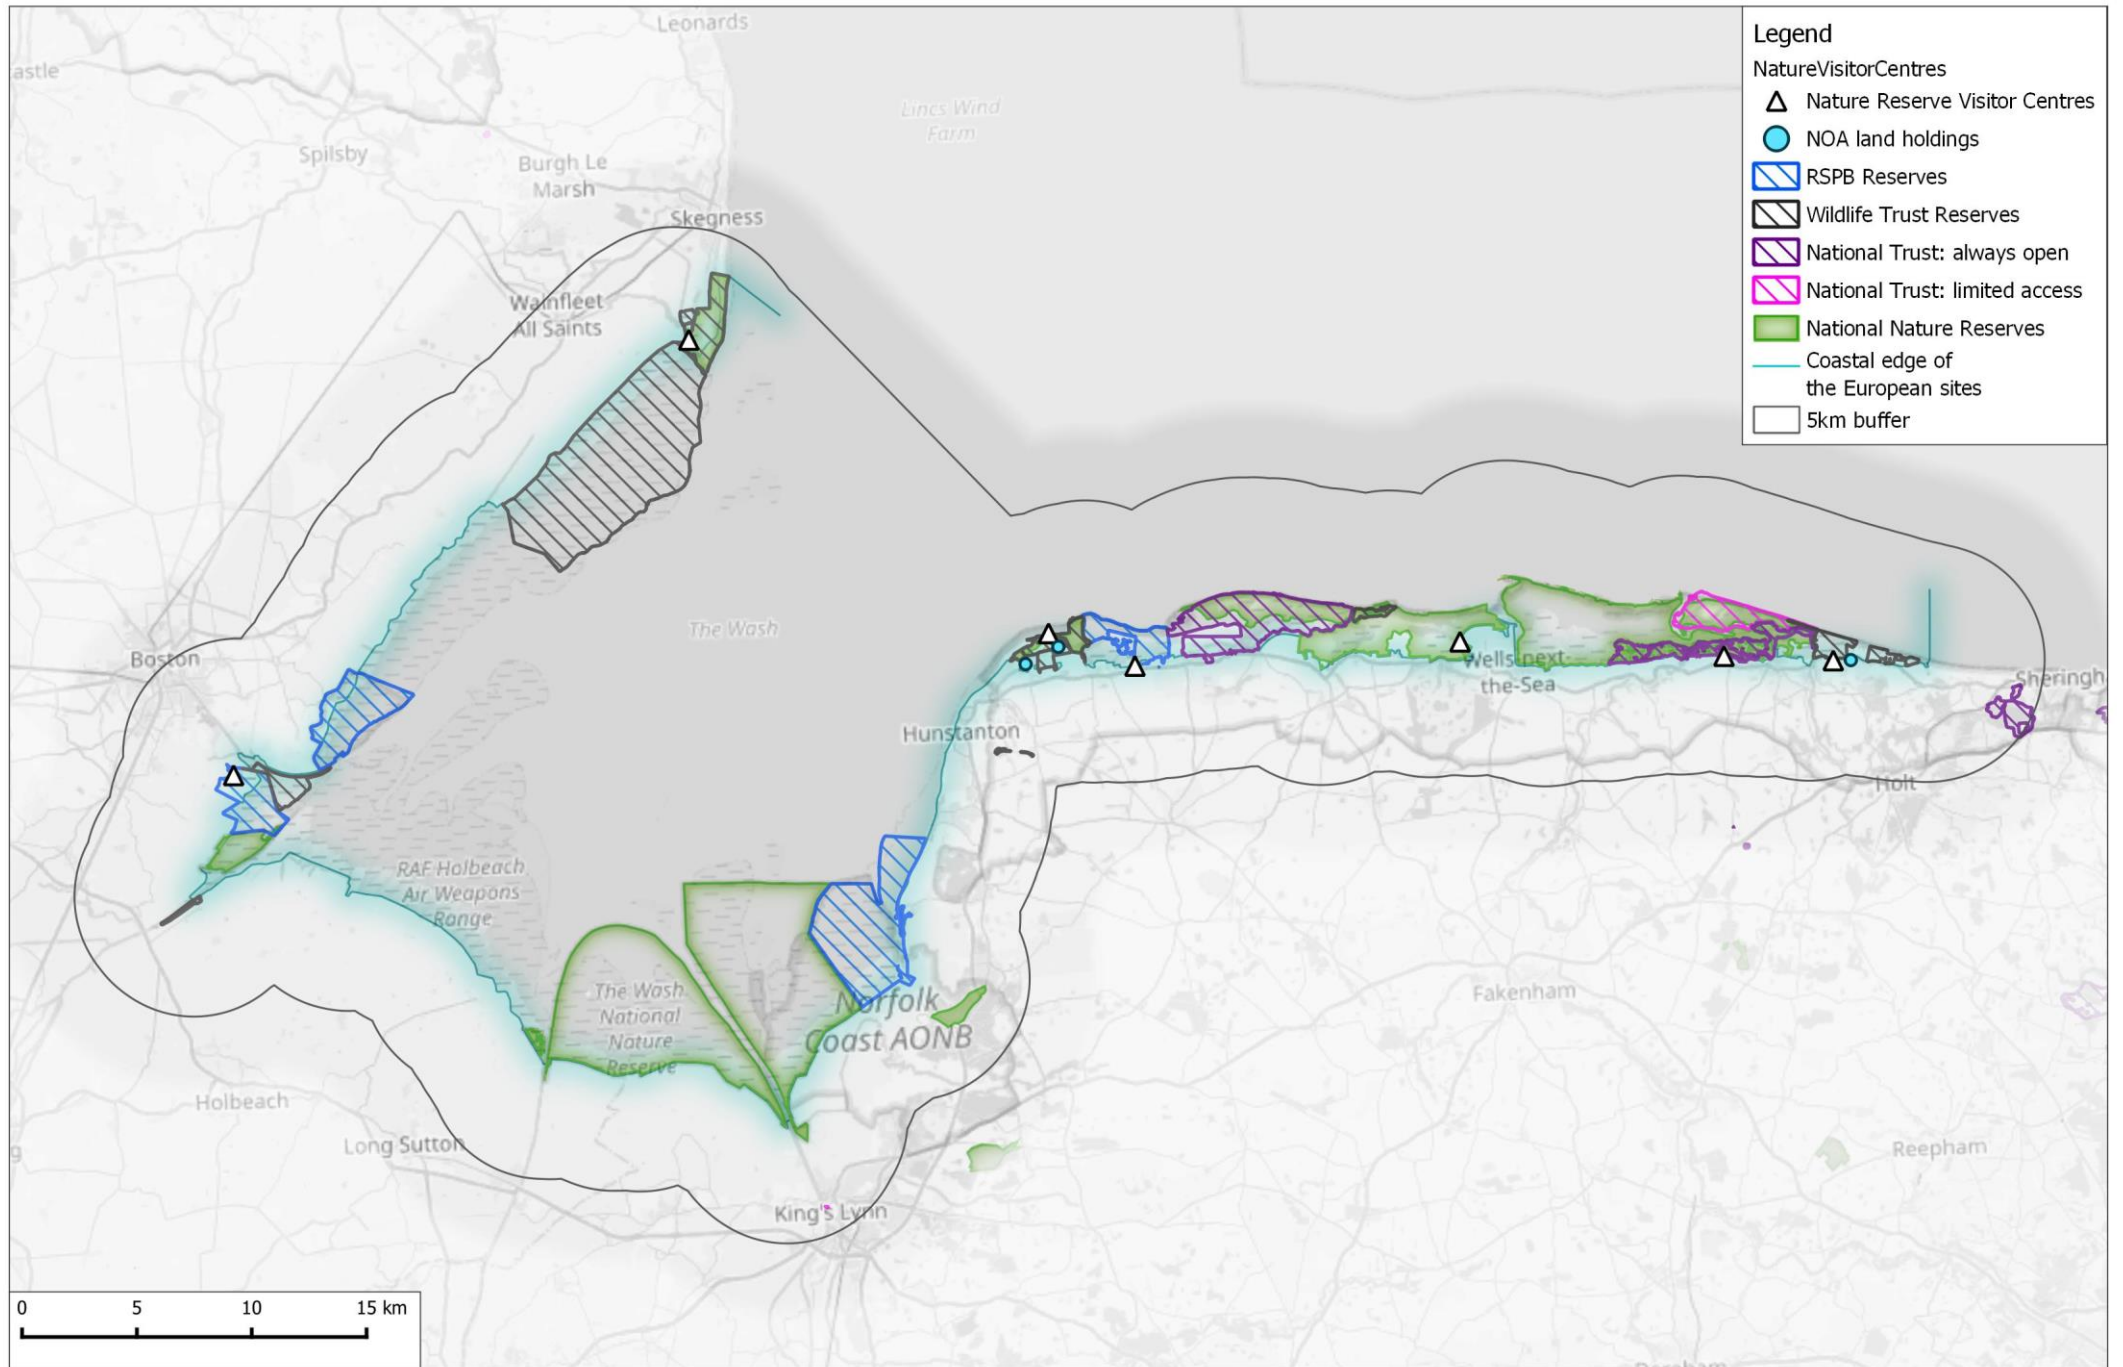 Leonards
astle
Lincs Wind
Farm
Spilsby
Burgh Le
Marsh
Skegness
Wainfleet
All Saints
The Wash
Boston
Hunstanton
Wells-next-
the-Sea
Sheringh
Holt
RAF Holbeach
Air Weapons
Range
The Wash
National
Nature
Reserve
Norfolk
Coast AONB
Fakenham
Holbeach
Long Sutton
g
Reepham
King's Lynn
Legend
NatureVisitorCentres
Nature Reserve Visitor Centres
NOA land holdings
RSPB Reserves
Wildlife Trust Reserves
National Trust: always open
National Trust: limited access
National Nature Reserves
Coastal edge of
the European sites
5km buffer
0 5 10 15 km